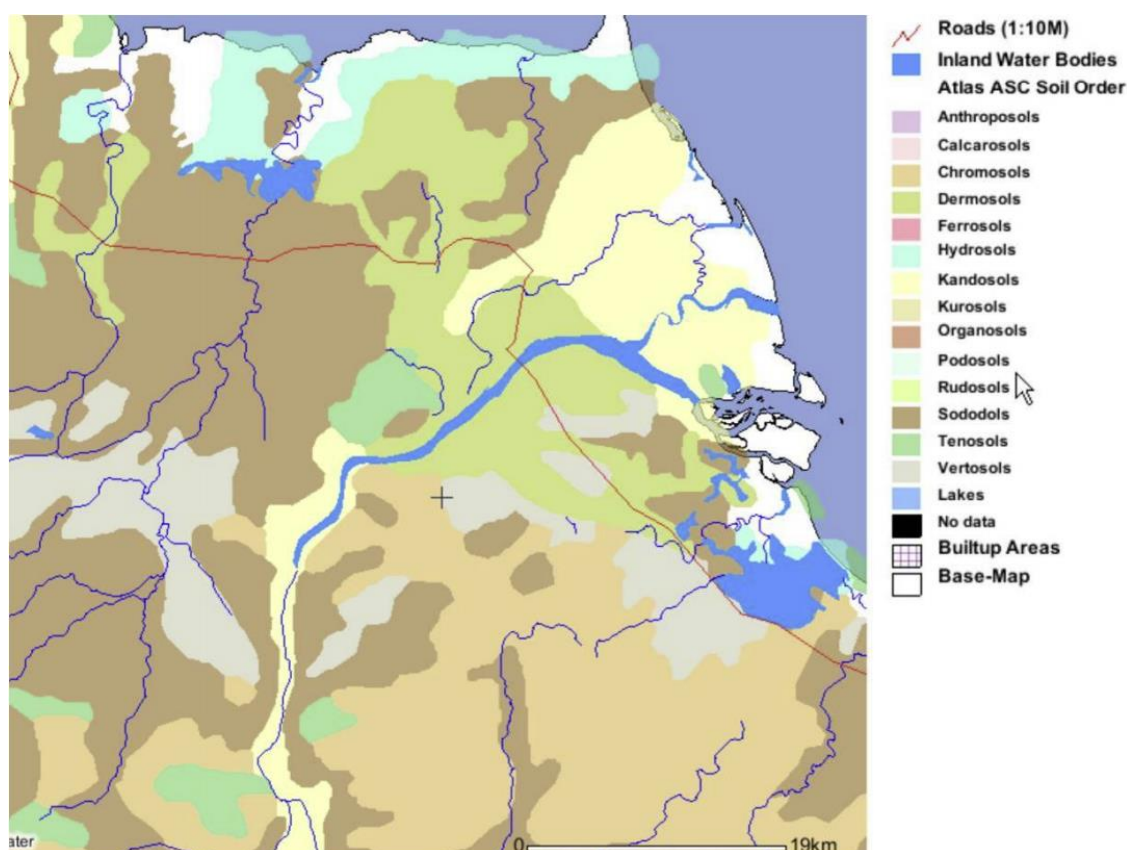 Roads (1:10M)
Inland Water Bodies
Atlas ASC Soil Order
Anthroposols
Calcarosols
Chromosols
Dermosols
Ferrosols
Hydrosols
Kandosols
Kurosols
Organosols
Podosols
Rudosols
Sododols
Tenosols
Vertosols
Lakes
No data
Builtup Areas
Base-Map
ater
0 19km